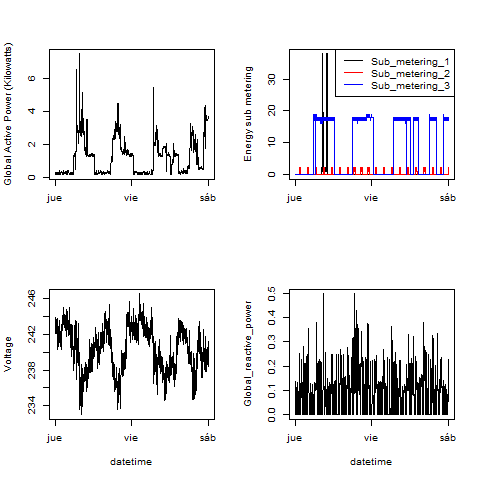 Global Active Power (Kilowatts)
0 2 4 6
jue vie sáb
Energy sub metering
0 10 20 30
Sub_metering_1
Sub_metering_2
Sub_metering_3
jue vie sáb
Voltage
234 238 242 246
jue vie sáb
datetime
Global_reactive_power
0.0 0.1 0.2 0.3 0.4 0.5
jue vie sáb
datetime